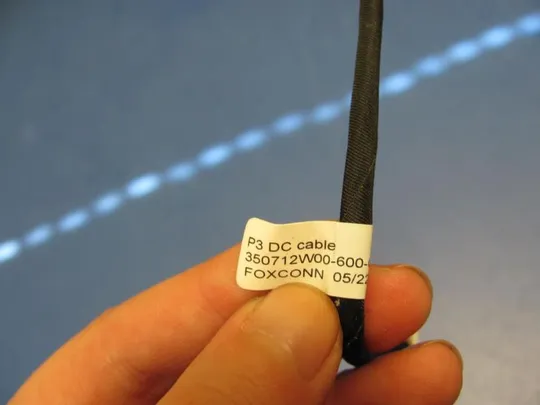 P3 DC cable
350712W00-600-
FOXCONN 05/22